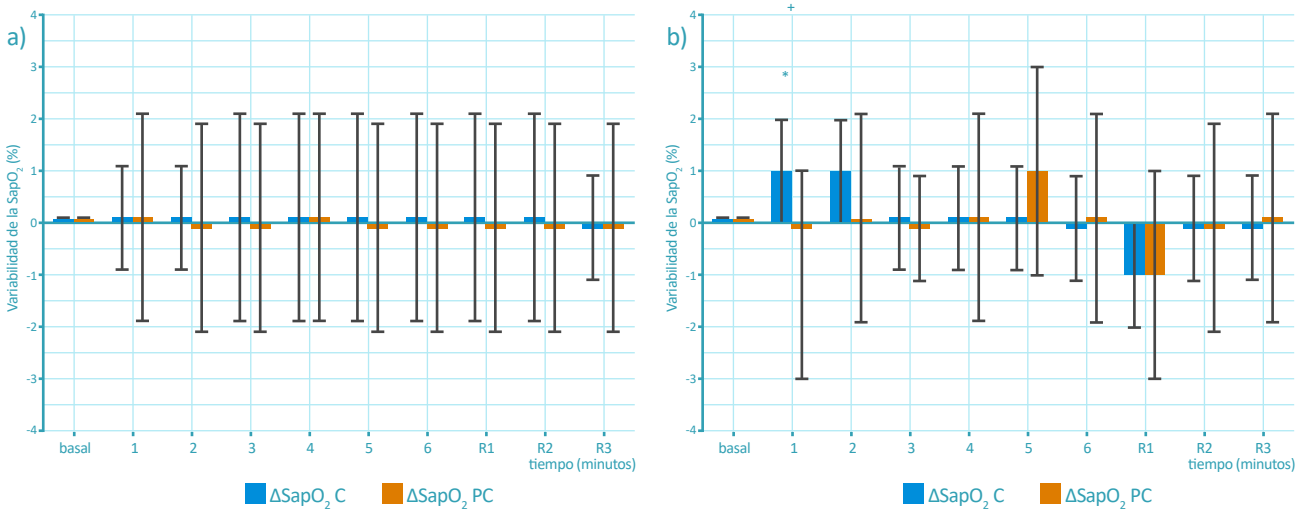 a)
Variabilidad de la SapO₂ (%)
4
3
2
1
0
-1
-2
-3
-4
basal 1 2 3 4 5 6 R1 R2 R3
tiempo (minutos)
ΔSapO₂ C ΔSapO₂ PC
b)
Variabilidad de la SapO₂ (%)
4
3
2
1
0
-1
-2
-3
-4
+
*
basal 1 2 3 4 5 6 R1 R2 R3
tiempo (minutos)
ΔSapO₂ C ΔSapO₂ PC